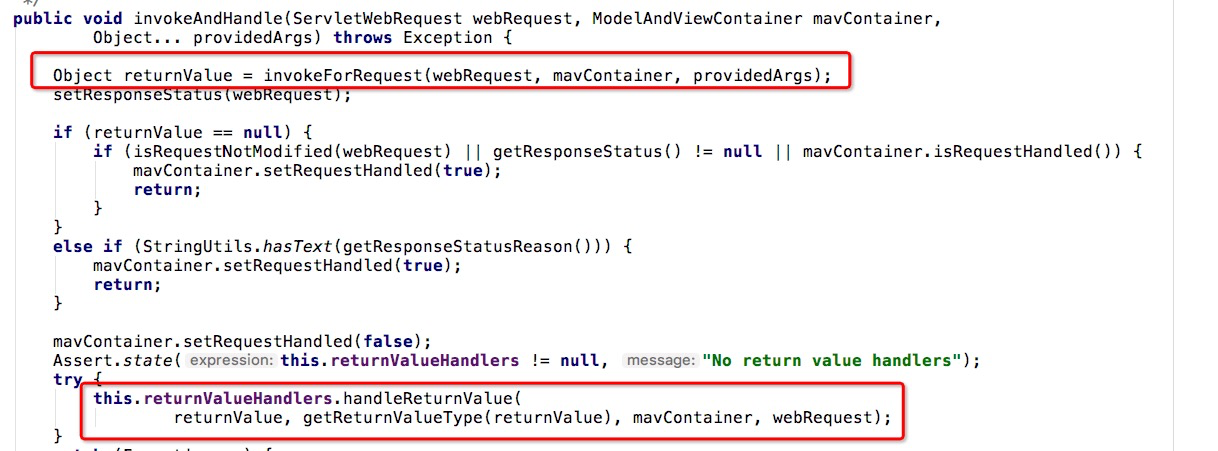 */
public void invokeAndHandle(ServletWebRequest webRequest, ModelAndViewContainer mavContainer,
        Object... providedArgs) throws Exception {

    Object returnValue = invokeForRequest(webRequest, mavContainer, providedArgs);
    setResponseStatus(webRequest);

    if (returnValue == null) {
        if (isRequestNotModified(webRequest) || getResponseStatus() != null || mavContainer.isRequestHandled()) {
            mavContainer.setRequestHandled(true);
            return;
        }
    }
    else if (StringUtils.hasText(getResponseStatusReason())) {
        mavContainer.setRequestHandled(true);
        return;
    }

    mavContainer.setRequestHandled(false);
    Assert.state( expression: this.returnValueHandlers != null, message: "No return value handlers");
    try {
        this.returnValueHandlers.handleReturnValue(
                returnValue, getReturnValueType(returnValue), mavContainer, webRequest);
    }